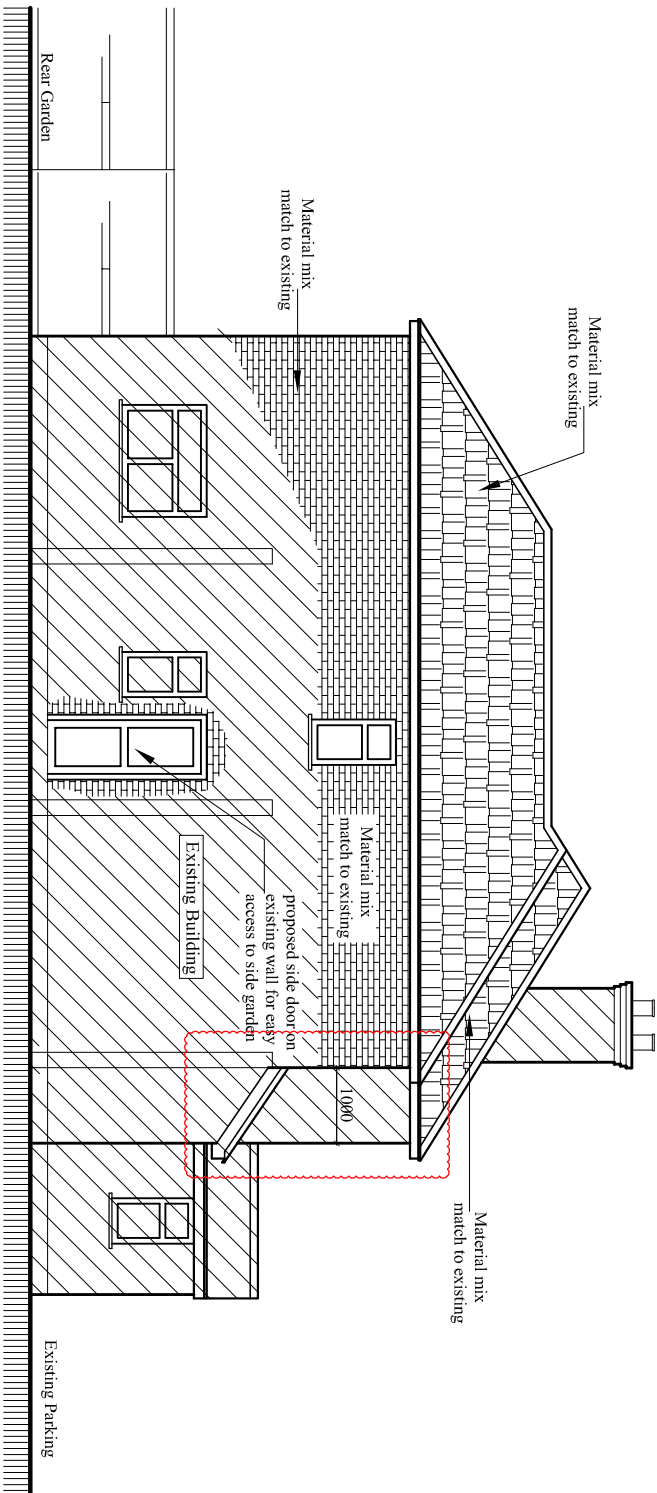 Material mix
match to existing
Material mix
match to existing
Material mix
match to existing
Material mix
match to existing
proposed side door on
existing wall for easy
access to side garden
1000
Existing Building
Rear Garden
Existing Parking